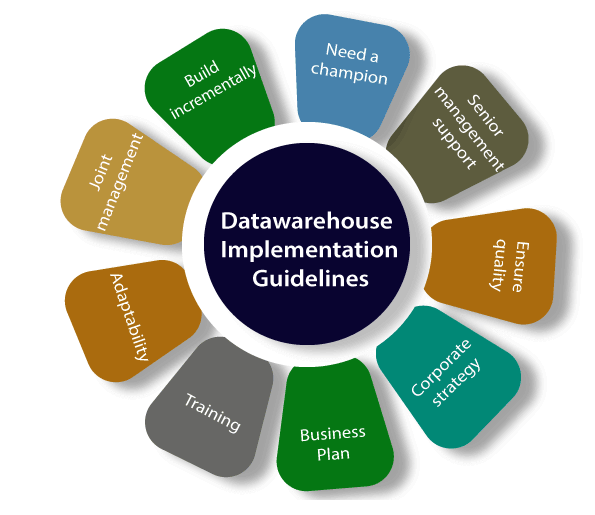 Datawarehouse
Implementation
Guidelines
Need a
champion
Senior
management
support
Ensure
quality
Corporate
strategy
Business
Plan
Training
Adaptability
Joint
management
Build
incrementally